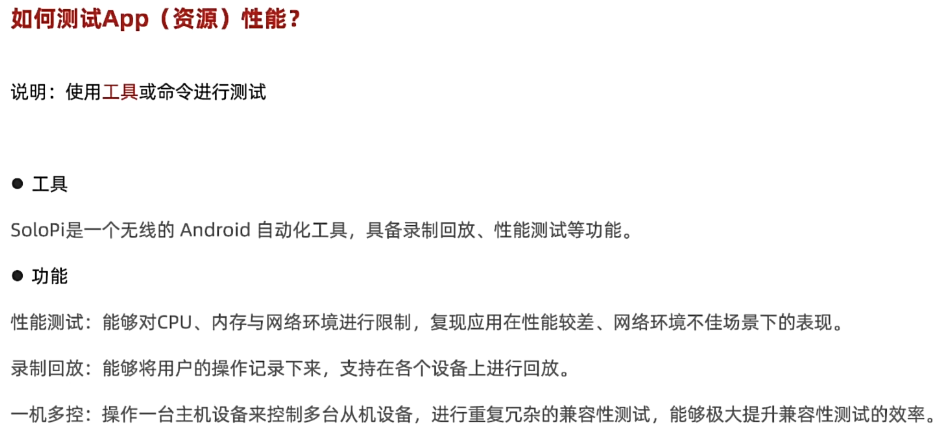 如何测试App（资源）性能？
说明：使用工具或命令进行测试
● 工具
SoloPi是一个无线的 Android 自动化工具，具备录制回放、性能测试等功能。
● 功能
性能测试：能够对CPU、内存与网络环境进行限制，复现应用在性能较差、网络环境不佳场景下的表现。
录制回放：能够将用户的操作记录下来，支持在各个设备上进行回放。
一机多控：操作一台主机设备来控制多台从机设备，进行重复冗杂的兼容性测试，能够极大提升兼容性测试的效率。